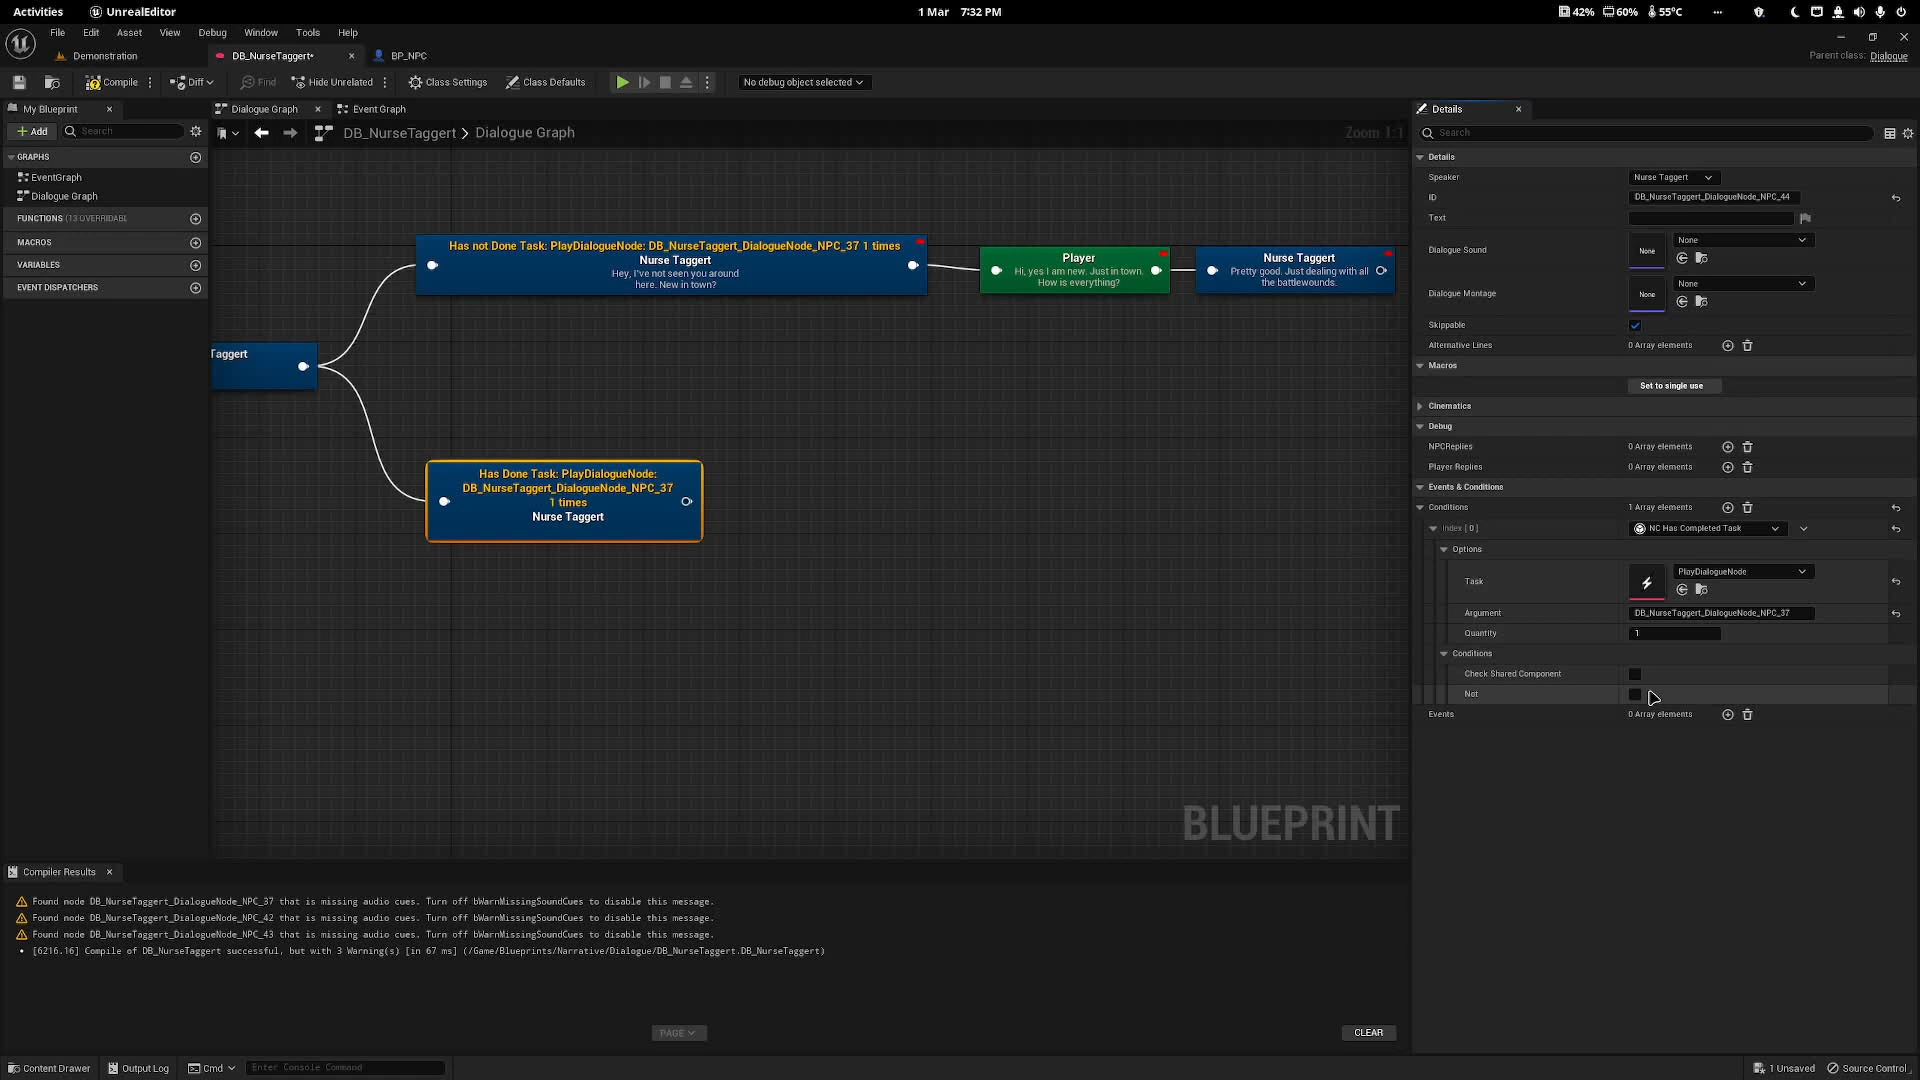 Activities
UnrealEditor
1 Mar 7:32 PM
42%
60%
55°C
File Edit Asset View Debug Window Tools Help
Demonstration
DB_NurseTaggert•
BP_NPC
Parent class: Dialogue
Compile
Diff
Find
Hide Unrelated
Class Settings
Class Defaults
No debug object selected
My Blueprint
Add
Search
GRAPHS
EventGraph
Dialogue Graph
FUNCTIONS (13 OVERRIDABL
MACROS
VARIABLES
EVENT DISPATCHERS
Dialogue Graph
Event Graph
DB_NurseTaggert > Dialogue Graph
Zoom 1:1
Taggert
Has not Done Task: PlayDialogueNode: DB_NurseTaggert_DialogueNode_NPC_37 1 times
Nurse Taggert
Hey, I've not seen you around
here. New in town?
Player
Hi, yes I am new. Just in town.
How is everything?
Nurse Taggert
Pretty good. Just dealing with all
the battlewounds.
Has Done Task: PlayDialogueNode:
DB_NurseTaggert_DialogueNode_NPC_37
1 times
Nurse Taggert
BLUEPRINT
Details
Search
Details
Speaker
Nurse Taggert
ID
DB_NurseTaggert_DialogueNode_NPC_44
Text
Dialogue Sound
None
None
Dialogue Montage
None
None
Skippable
Alternative Lines
0 Array elements
Macros
Set to single use
Cinematics
Debug
NPCReplies
0 Array elements
Player Replies
0 Array elements
Events & Conditions
Conditions
1 Array elements
Index [ 0 ]
NC Has Completed Task
Options
Task
PlayDialogueNode
Argument
DB_NurseTaggert_DialogueNode_NPC_37
Quantity
1
Conditions
Check Shared Component
Not
Events
0 Array elements
Compiler Results
Found node DB_NurseTaggert_DialogueNode_NPC_37 that is missing audio cues. Turn off bWarnMissingSoundCues to disable this message.
Found node DB_NurseTaggert_DialogueNode_NPC_42 that is missing audio cues. Turn off bWarnMissingSoundCues to disable this message.
Found node DB_NurseTaggert_DialogueNode_NPC_43 that is missing audio cues. Turn off bWarnMissingSoundCues to disable this message.
• [6216.16] Compile of DB_NurseTaggert successful, but with 3 Warning(s) [in 67 ms] (/Game/Blueprints/Narrative/Dialogue/DB_NurseTaggert.DB_NurseTaggert)
PAGE
CLEAR
Content Drawer
Output Log
Cmd
Enter Console Command
1 Unsaved
Source Control